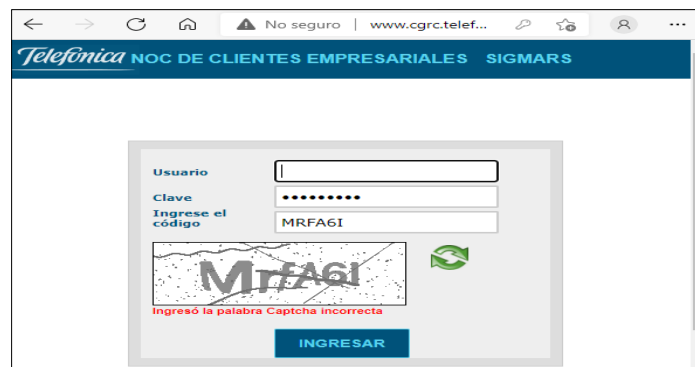 No seguro | www.cgrc.telef... ...
Telefónica NOC DE CLIENTES EMPRESARIALES SIGMARS
Usuario
Clave •••••••••
Ingrese el
código MRFA6I
MrfA6I
Ingresó la palabra Captcha incorrecta
INGRESAR